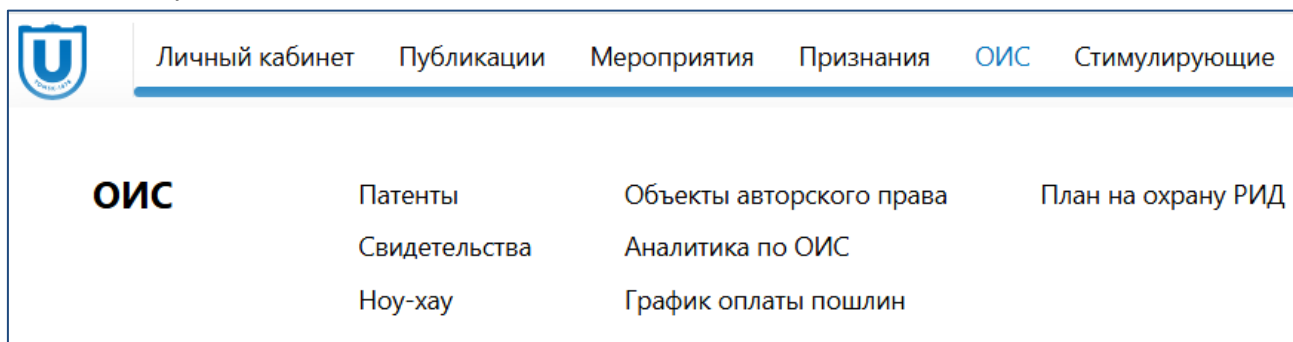 Личный кабинет Публикации Мероприятия Признания ОИС Стимулирующие
ОИС Патенты Объекты авторского права План на охрану РИД
Свидетельства Аналитика по ОИС
Ноу-хау График оплаты пошлин